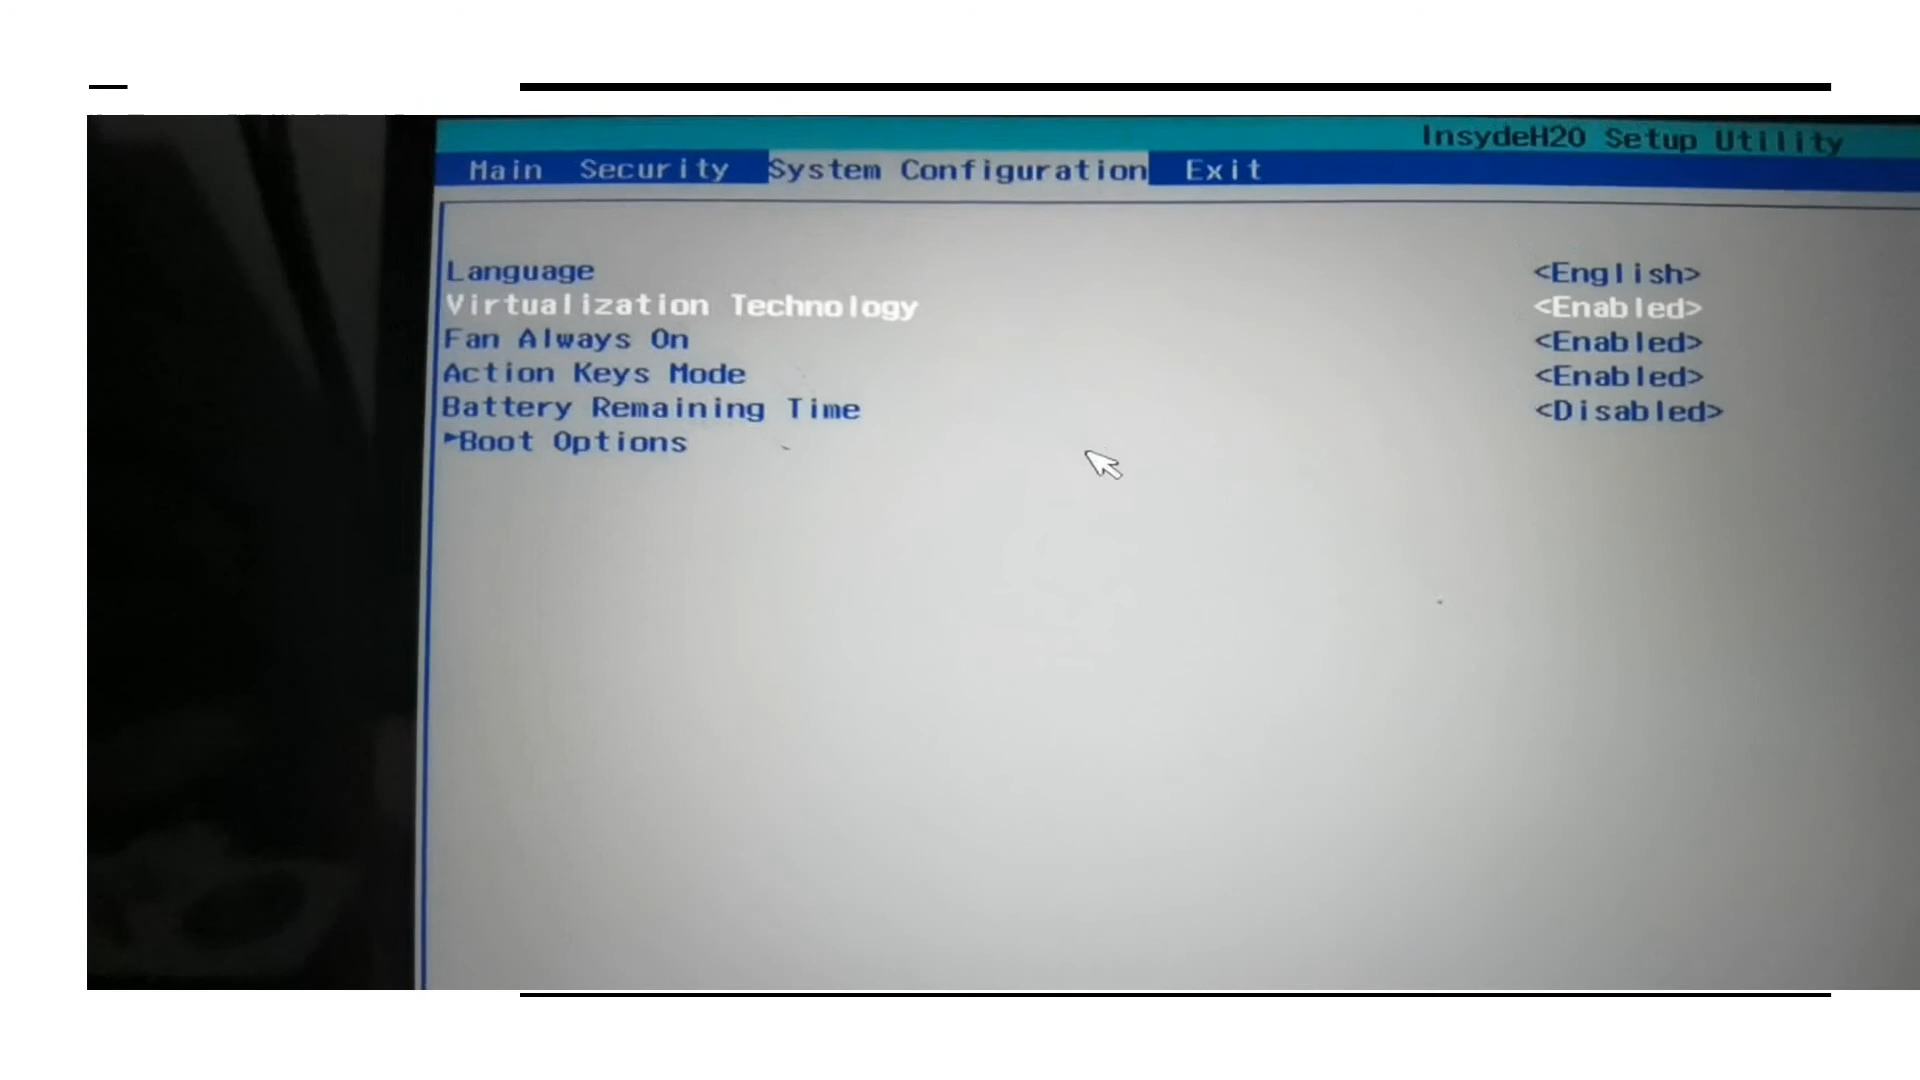 InsydeH20 Setup Utility
Main Security System Configuration Exit
Language <English>
Virtualization Technology <Enabled>
Fan Always On <Enabled>
Action Keys Mode <Enabled>
Battery Remaining Time <Disabled>
►Boot Options